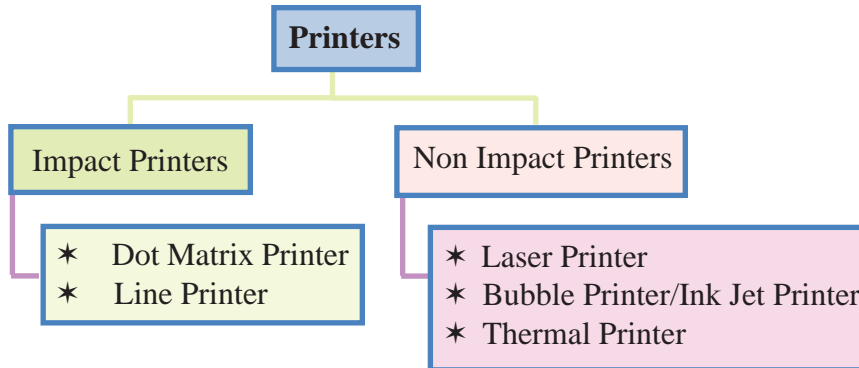 Printers
Impact Printers
Non Impact Printers
✶ Dot Matrix Printer
✶ Line Printer
✶ Laser Printer
✶ Bubble Printer/Ink Jet Printer
✶ Thermal Printer